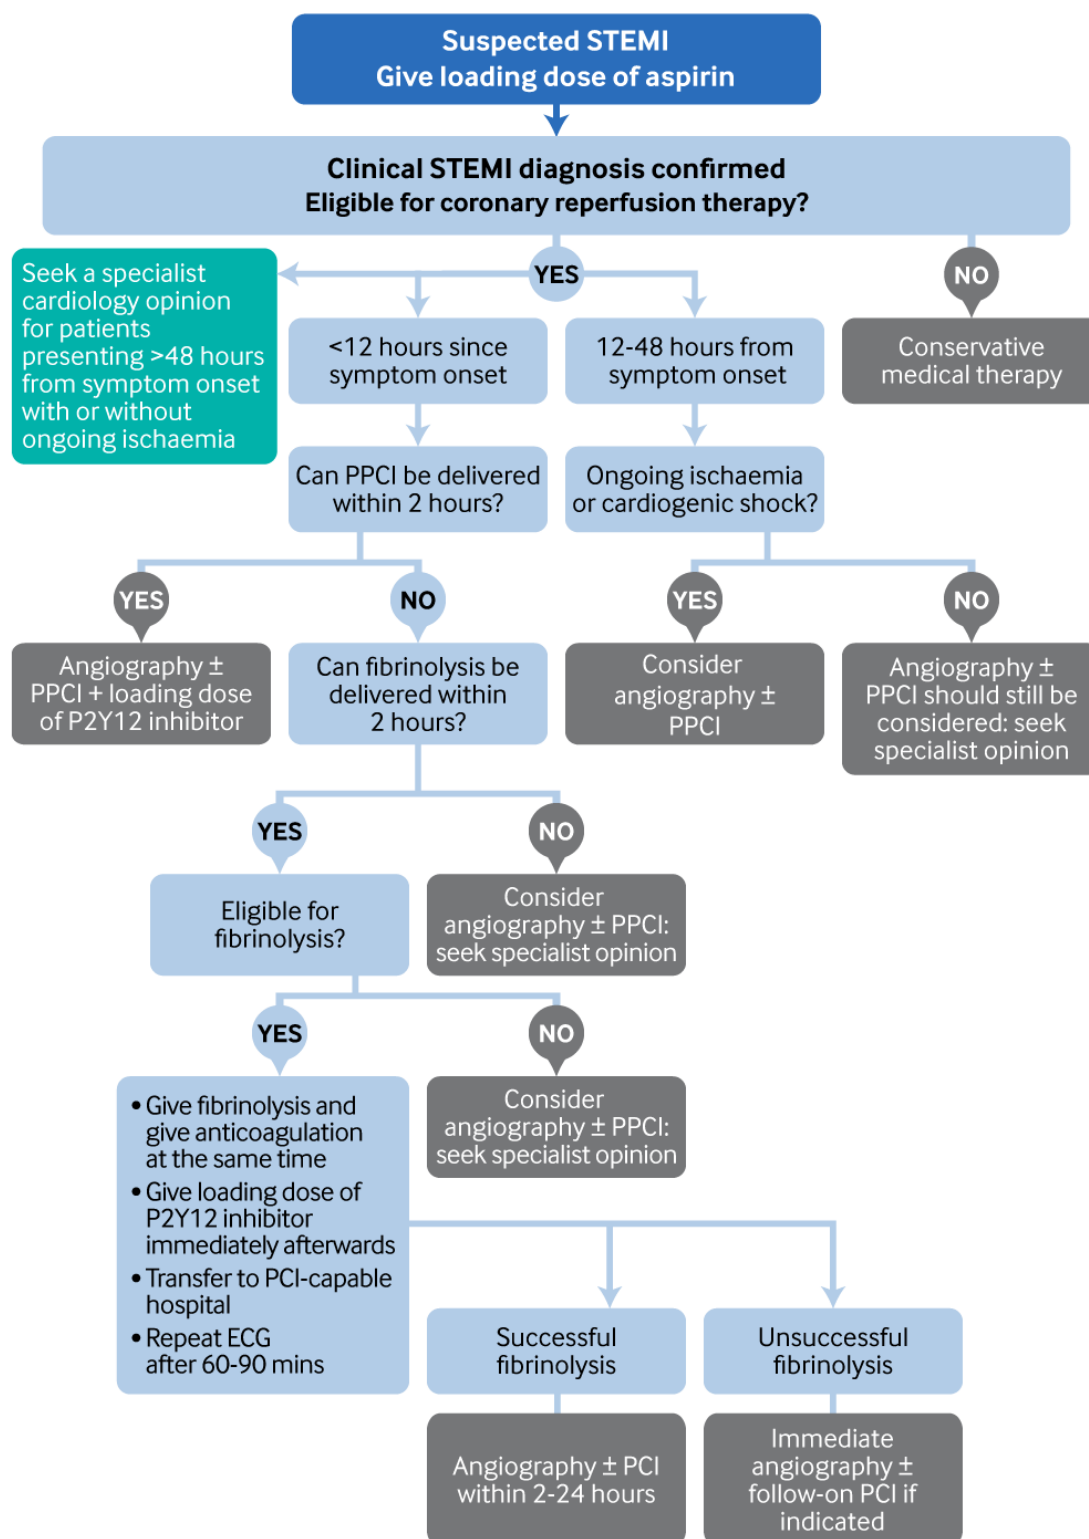 Suspected STEMI
Give loading dose of aspirin
Clinical STEMI diagnosis confirmed
Eligible for coronary reperfusion therapy?
YES
NO
Seek a specialist
cardiology opinion
for patients
presenting >48 hours
from symptom onset
with or without
ongoing ischaemia
<12 hours since
symptom onset
12-48 hours from
symptom onset
Conservative
medical therapy
Can PPCI be delivered
within 2 hours?
Ongoing ischaemia
or cardiogenic shock?
YES
NO
YES
NO
Angiography ±
PPCI + loading dose
of P2Y12 inhibitor
Can fibrinolysis be
delivered within
2 hours?
Consider
angiography ±
PPCI
Angiography ±
PPCI should still be
considered: seek
specialist opinion
YES
NO
Eligible for
fibrinolysis?
Consider
angiography ± PPCI:
seek specialist opinion
YES
NO
• Give fibrinolysis and
give anticoagulation
at the same time
• Give loading dose of
P2Y12 inhibitor
immediately afterwards
• Transfer to PCI-capable
hospital
• Repeat ECG
after 60-90 mins
Consider
angiography ± PPCI:
seek specialist opinion
Successful
fibrinolysis
Unsuccessful
fibrinolysis
Angiography ± PCI
within 2-24 hours
Immediate
angiography ±
follow-on PCI if
indicated